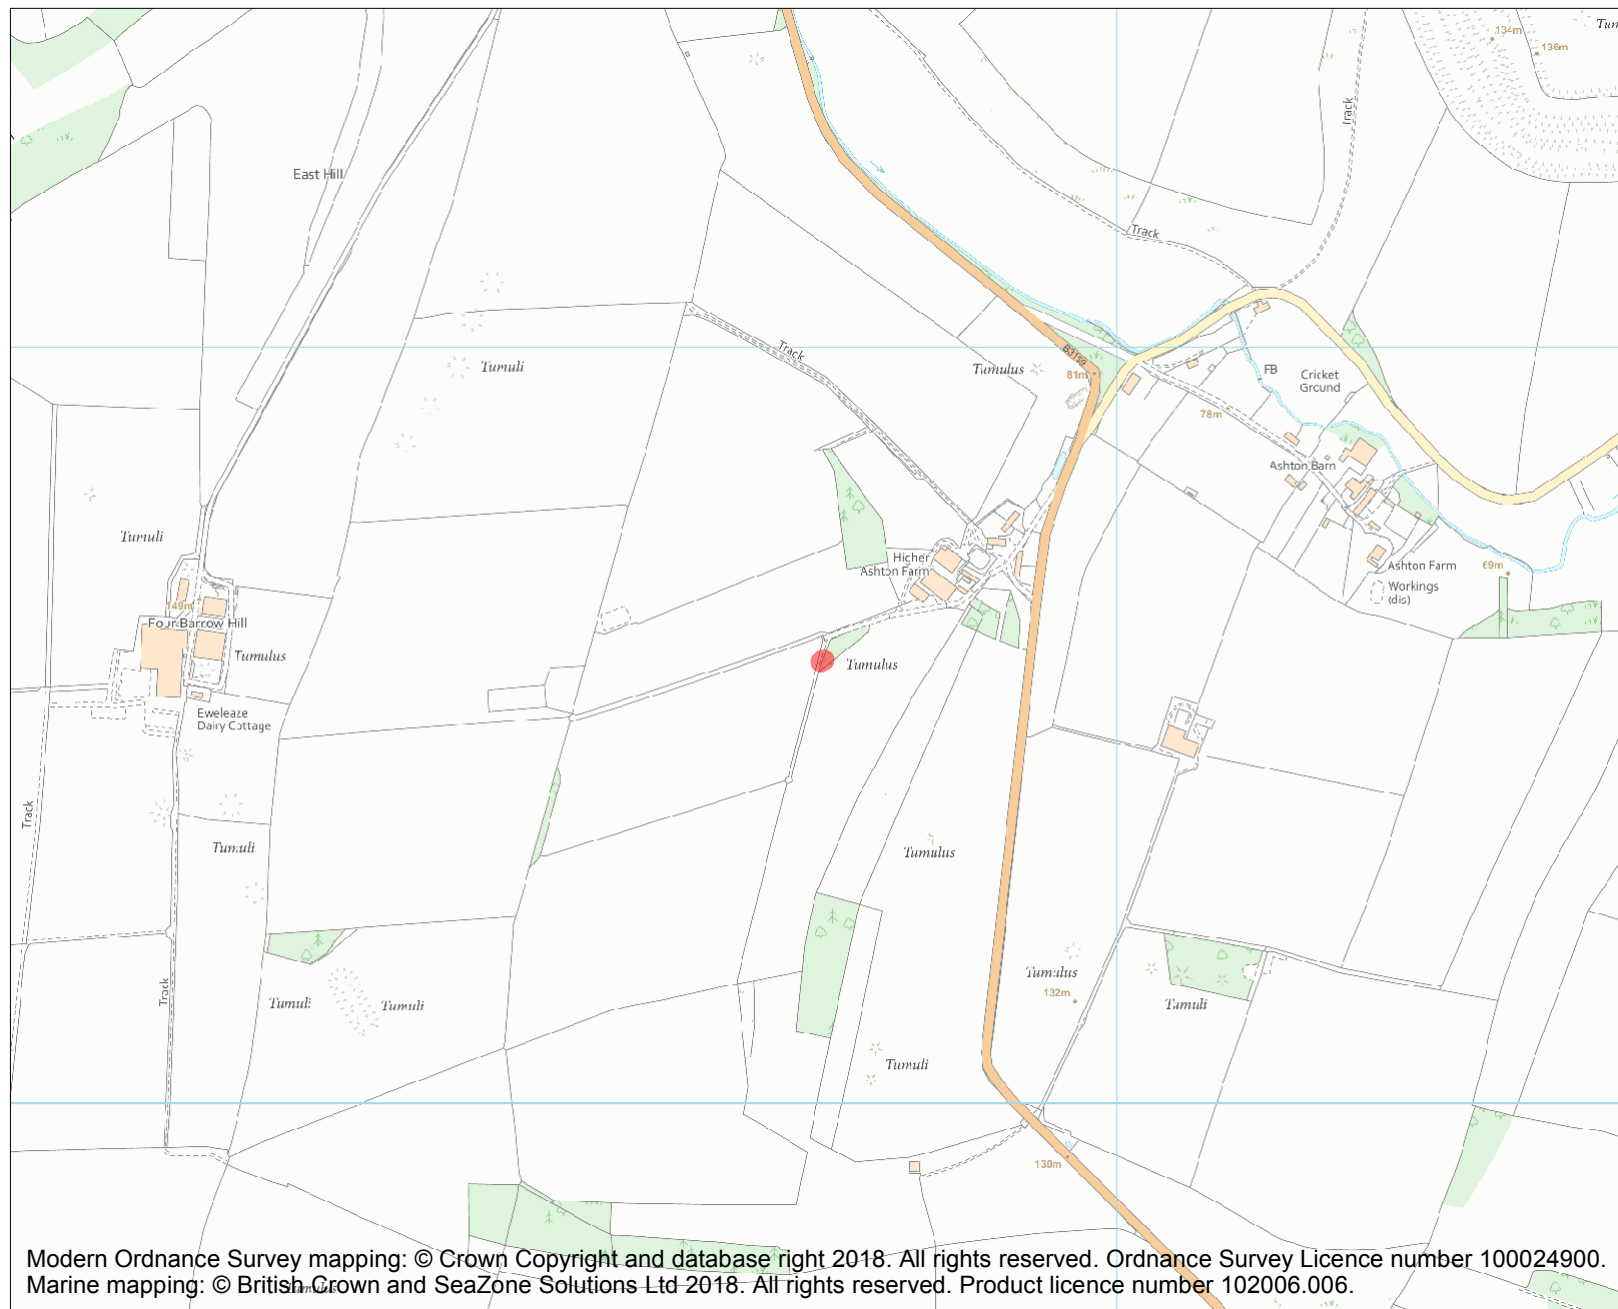 134m
136m
Track
East Hill
Track
Track
B3159
81m
Tumulus
Tumuli
FB
Cricket
Ground
78m
Ashton Barn
Tumuli
Higher
Ashton Farm
Ashton Farm
69m
Workings
(dis)
149m
Four Barrow Hill
Tumulus
Tumulus
Eweleaze
Dairy Cottage
Track
Tumuli
Tumulus
Track
Tumuli
Tumuli
Tumulus
132m
Tumuli
Tumuli
130m
Modern Ordnance Survey mapping: © Crown Copyright and database right 2018. All rights reserved. Ordnance Survey Licence number 100024900.
Marine mapping: © British Crown and SeaZone Solutions Ltd 2018. All rights reserved. Product licence number 102006.006.